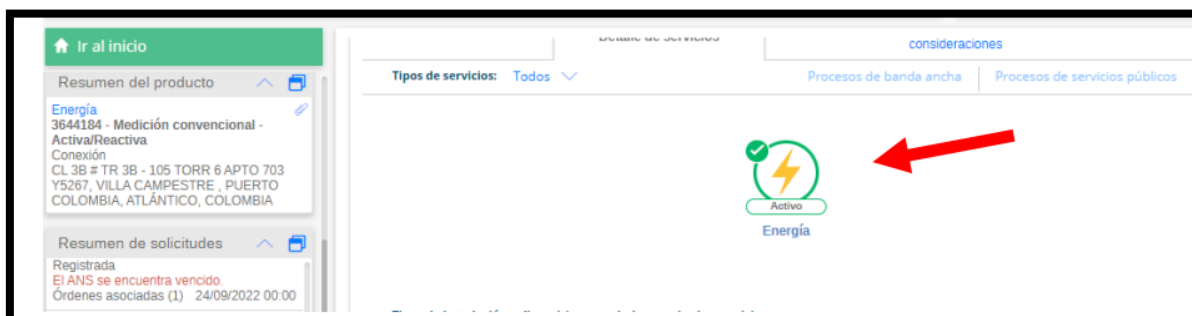 Ir al inicio
Resumen del producto
Energía
3644184 - Medición convencional -
Activa/Reactiva
Conexión
CL 3B # TR 3B - 105 TORR 6 APTO 703
Y5267, VILLA CAMPESTRE , PUERTO
COLOMBIA, ATLÁNTICO, COLOMBIA
Resumen de solicitudes
Registrada
El ANS se encuentra vencido.
Órdenes asociadas (1) 24/09/2022 00:00
Detalle de servicios
consideraciones
Tipos de servicios: Todos
Procesos de banda ancha
Procesos de servicios públicos
Activo
Energía